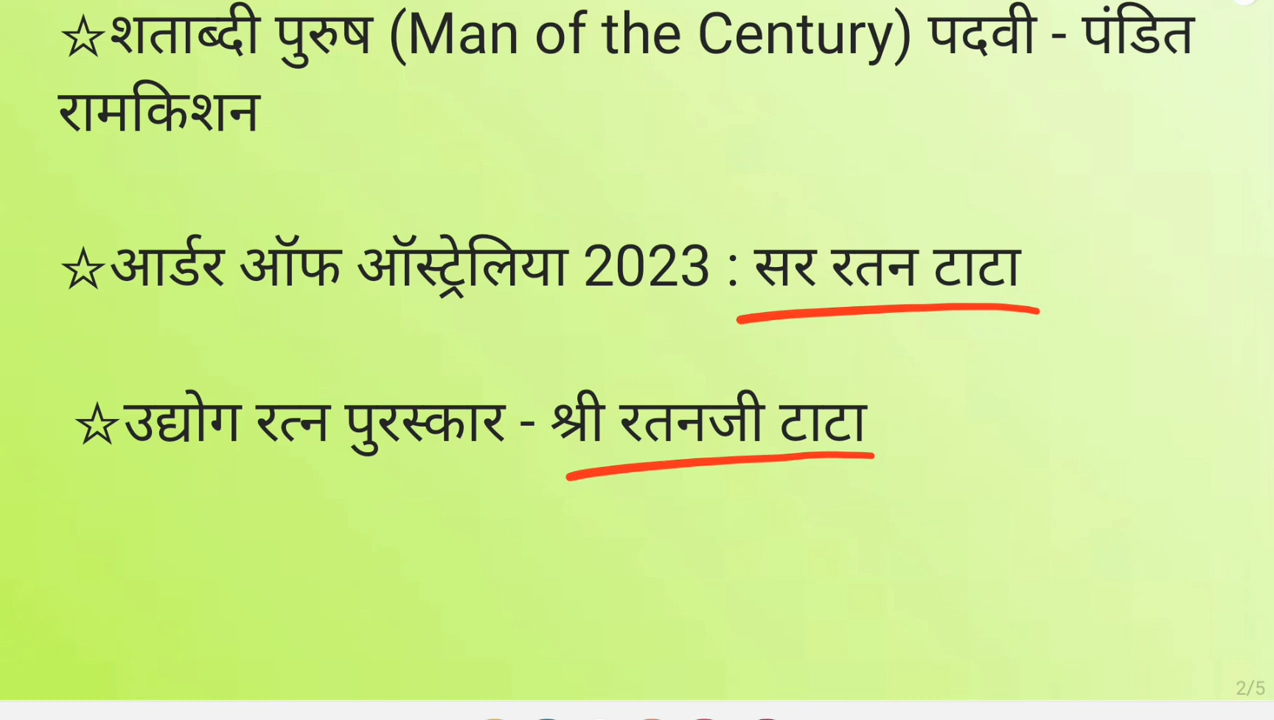 ☆शताब्दी पुरुष (Man of the Century) पदवी - पंडित
रामकिशन
☆आर्डर ऑफ ऑस्ट्रेलिया 2023 : सर रतन टाटा
☆उद्योग रत्न पुरस्कार - श्री रतनजी टाटा
2/5